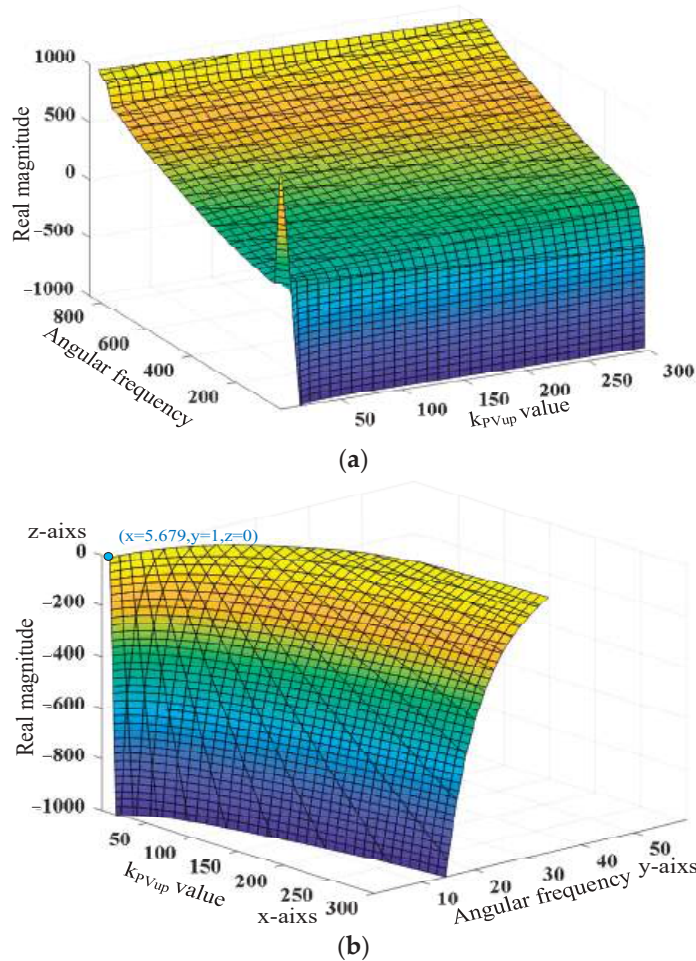 1000
500
0
−500
−1000
Real magnitude
800
600
400
200
Angular frequency
50
100
150
200
250
300
kPVup value
(a)
z-aixs
(x=5.679,y=1,z=0)
0
−200
−400
−600
−800
−1000
Real magnitude
50
100
150
200
250
300
kPVup value
x-aixs
10
20
30
40
50
Angular frequency
y-aixs
(b)